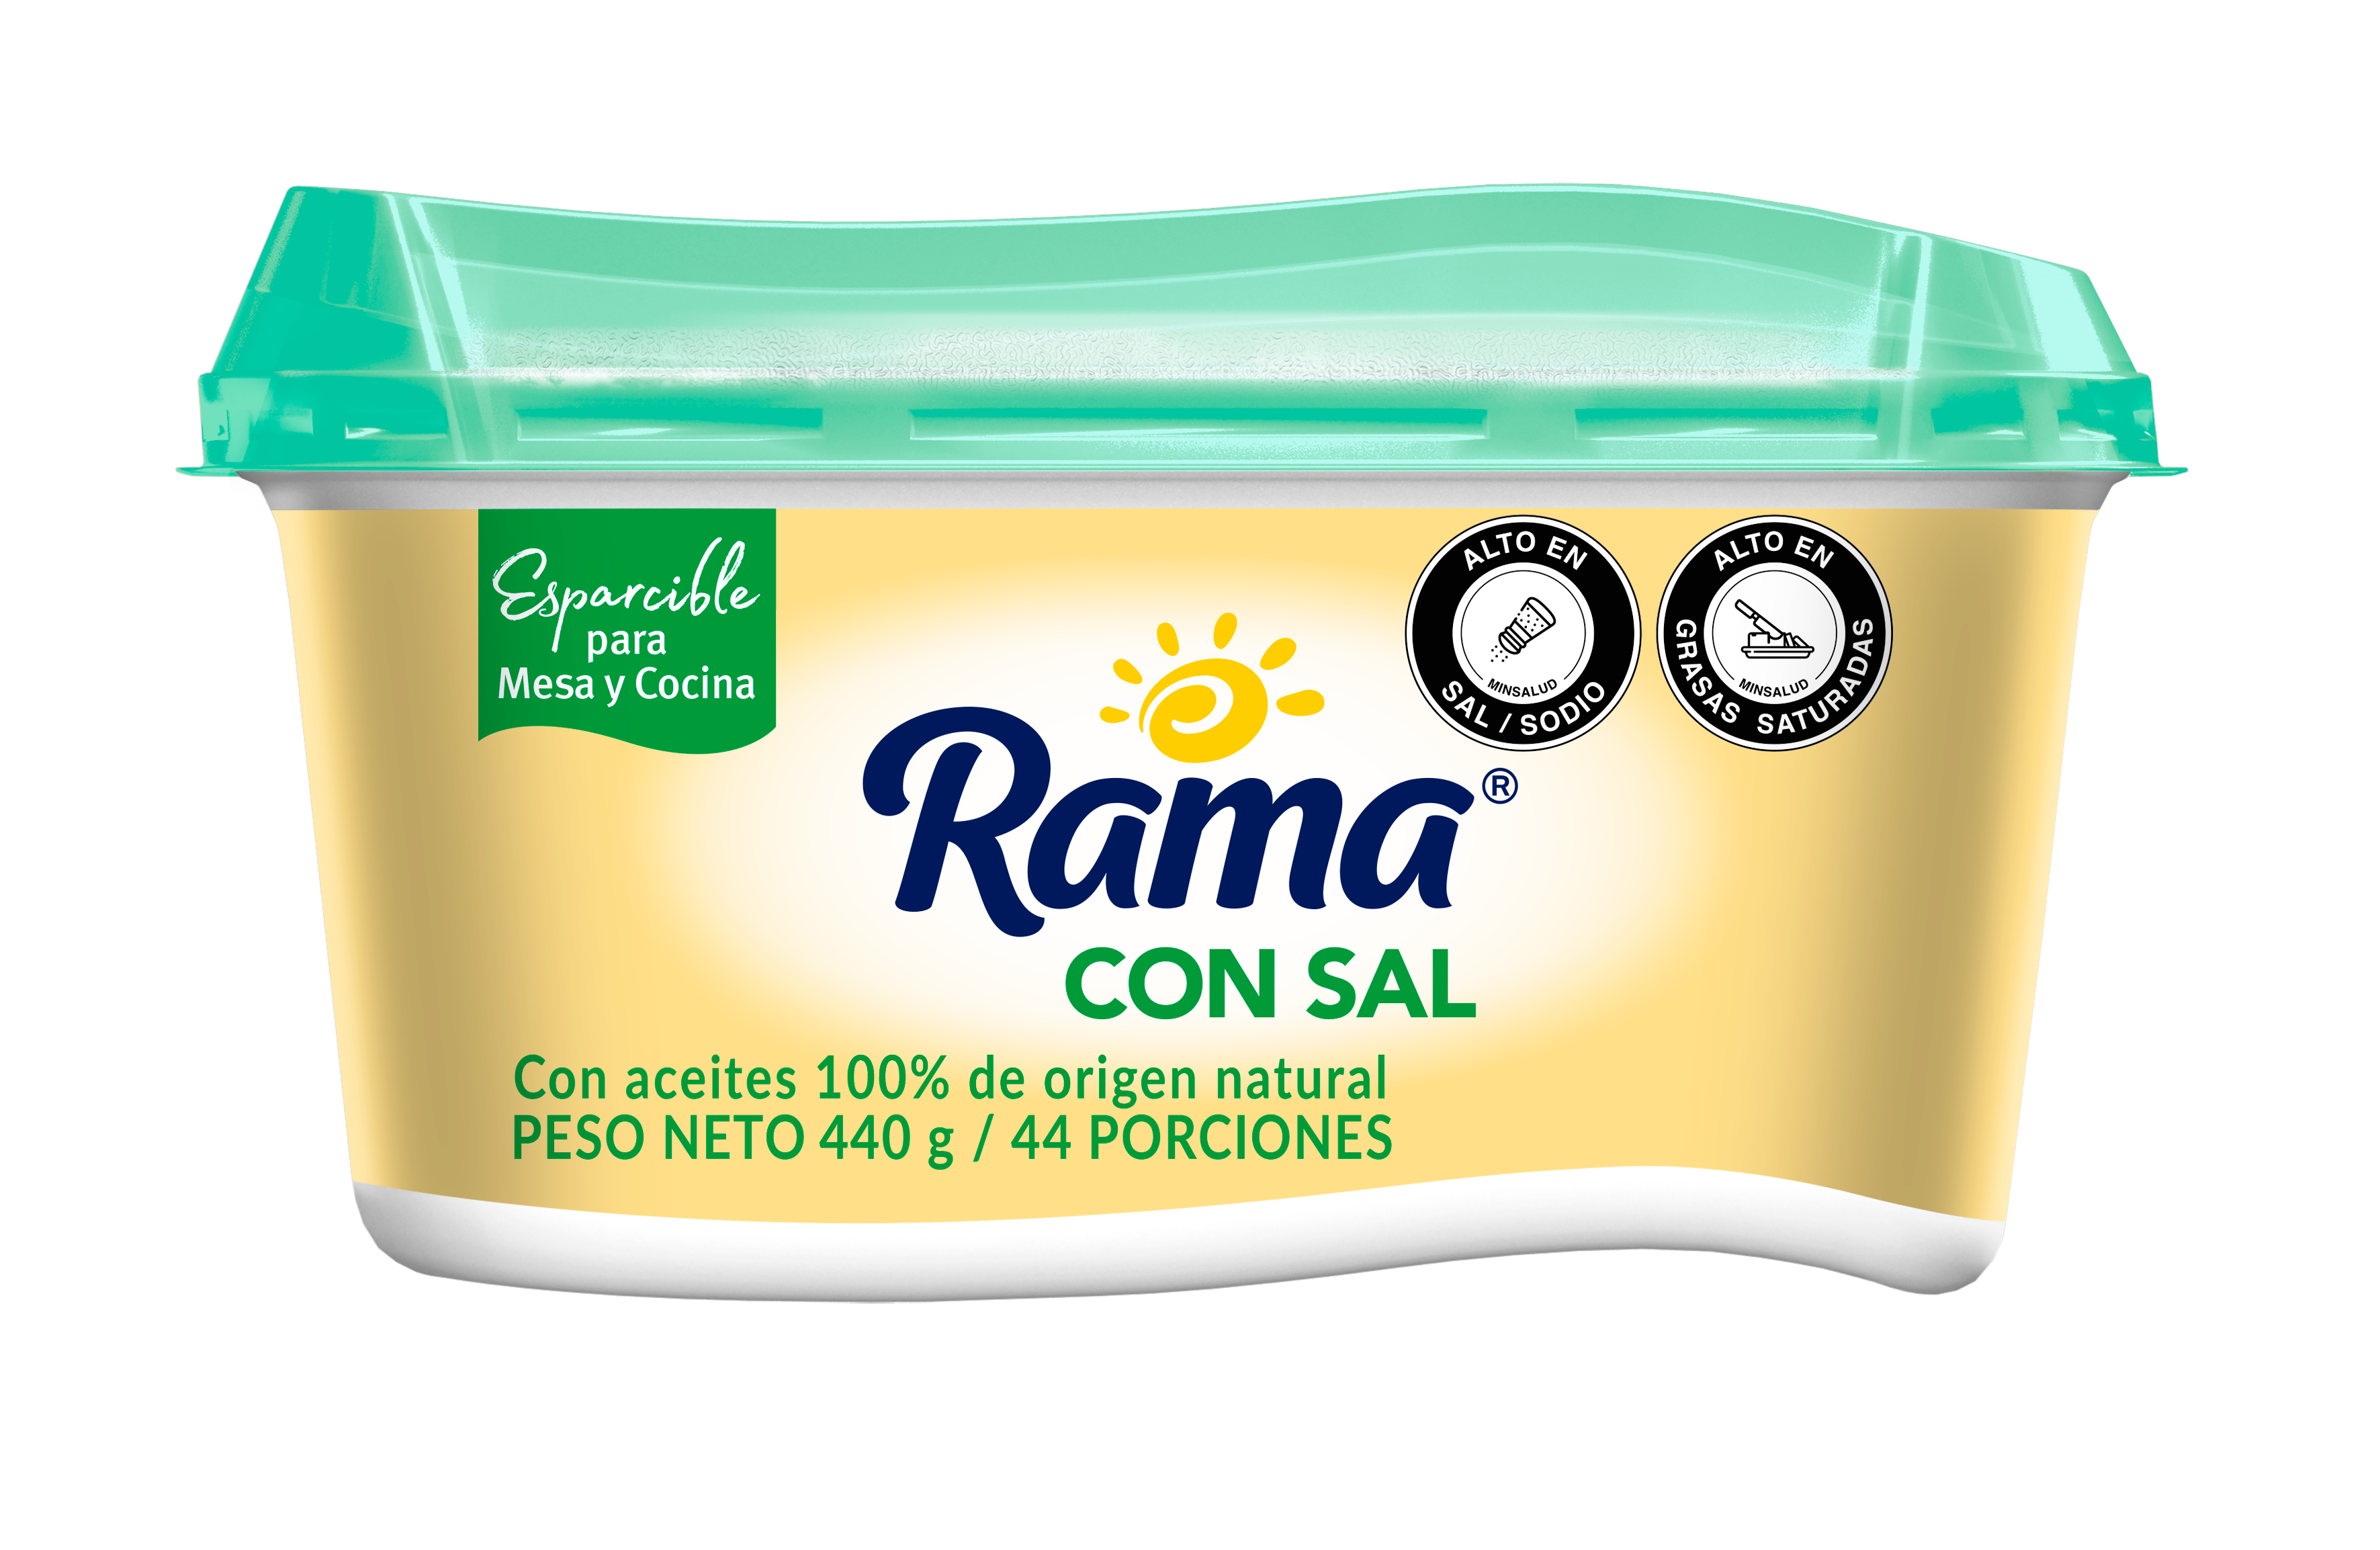 Esparcible
para
Mesa y Cocina
ALTO EN
MINSALUD
SAL / SODIO
ALTO EN
MINSALUD
GRASAS SATURADAS
Rama®
CON SAL
Con aceites 100% de origen natural
PESO NETO 440 g / 44 PORCIONES